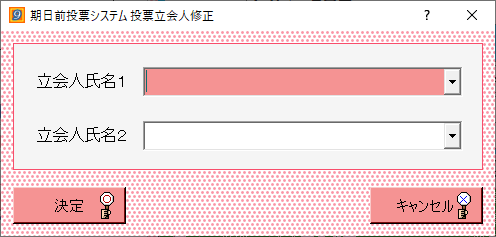 期日前投票システム 投票立会人修正
立会人氏名1
立会人氏名2
決定
キャンセル